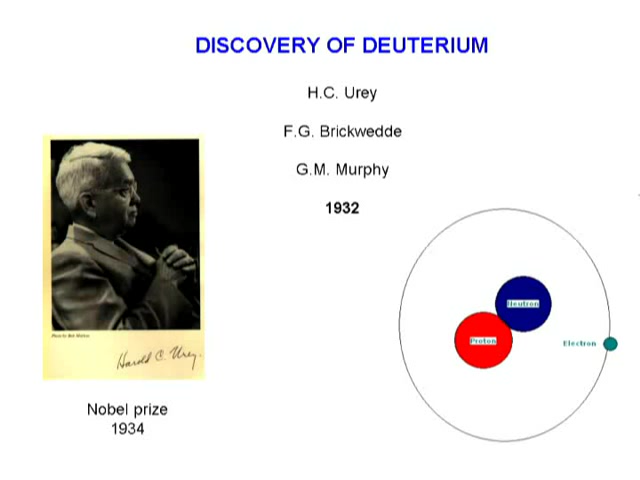 DISCOVERY OF DEUTERIUM
H.C. Urey
F.G. Brickwedde
G.M. Murphy
1932
Harold C. Urey.
Nobel prize
1934
Neutron
Proton
Electron